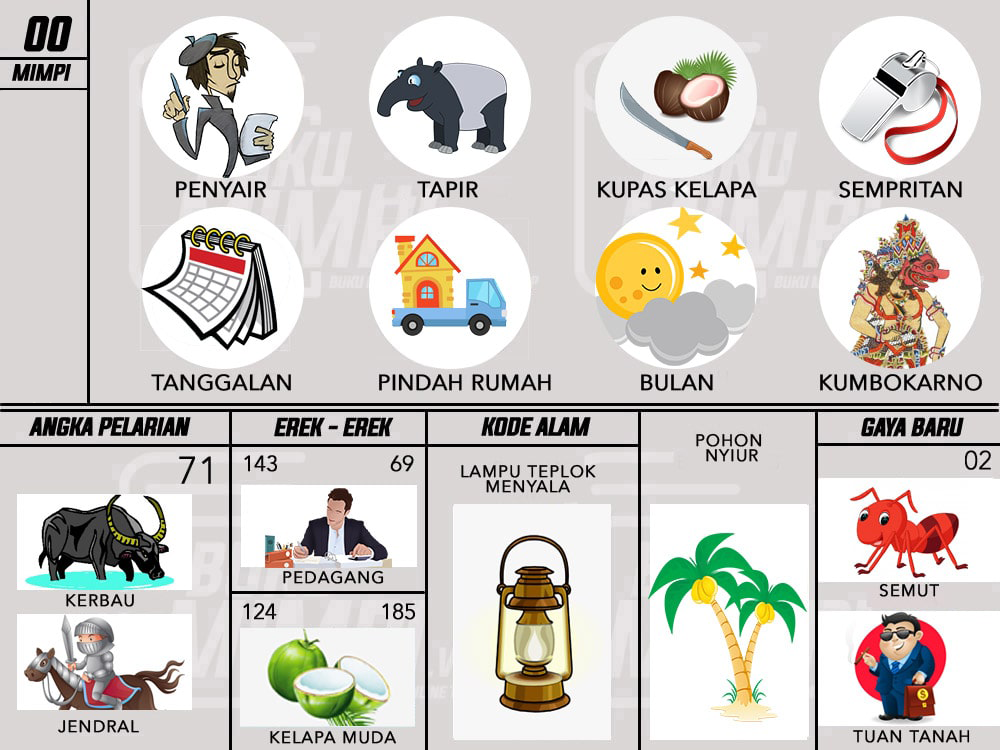 00
MIMPI
PENYAIR
TAPIR
KUPAS KELAPA
SEMPRITAN
TANGGALAN
PINDAH RUMAH
BULAN
KUMBOKARNO
ANGKA PELARIAN
71
KERBAU
JENDRAL
EREK - EREK
143 69
PEDAGANG
124 185
KELAPA MUDA
KODE ALAM
LAMPU TEPLOK
MENYALA
POHON
NYIUR
GAYA BARU
02
SEMUT
TUAN TANAH